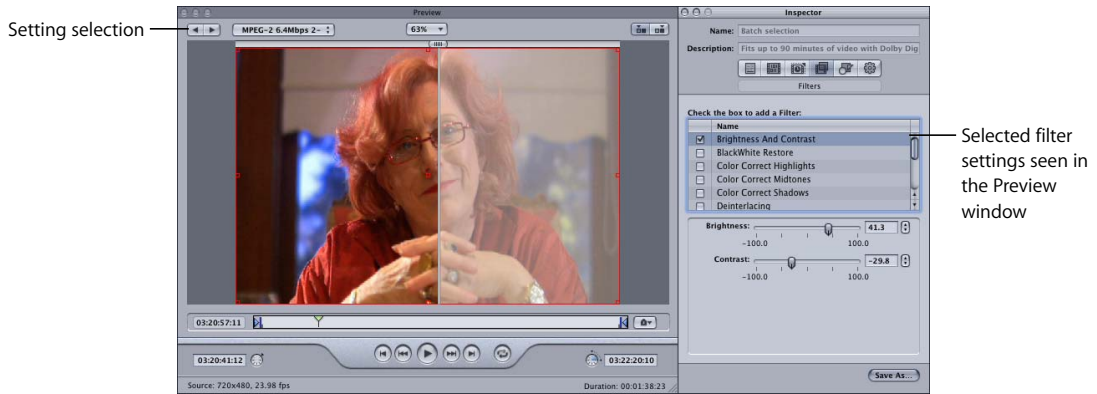 Setting selection
Preview
MPEG-2 6.4Mbps 2-
63%
03:20:57:11
03:20:41:12
03:22:20:10
Source: 720x480, 23.98 fps
Duration: 00:01:38:23
Inspector
Name: Batch selection
Description: Fits up to 90 minutes of video with Dolby Dig
Filters
Check the box to add a Filter:
Name
Brightness And Contrast
BlackWhite Restore
Color Correct Highlights
Color Correct Midtones
Color Correct Shadows
Deinterlacing
Brightness: 41.3
-100.0 100.0
Contrast: -29.8
-100.0 100.0
Save As...
Selected filter
settings seen in
the Preview
window